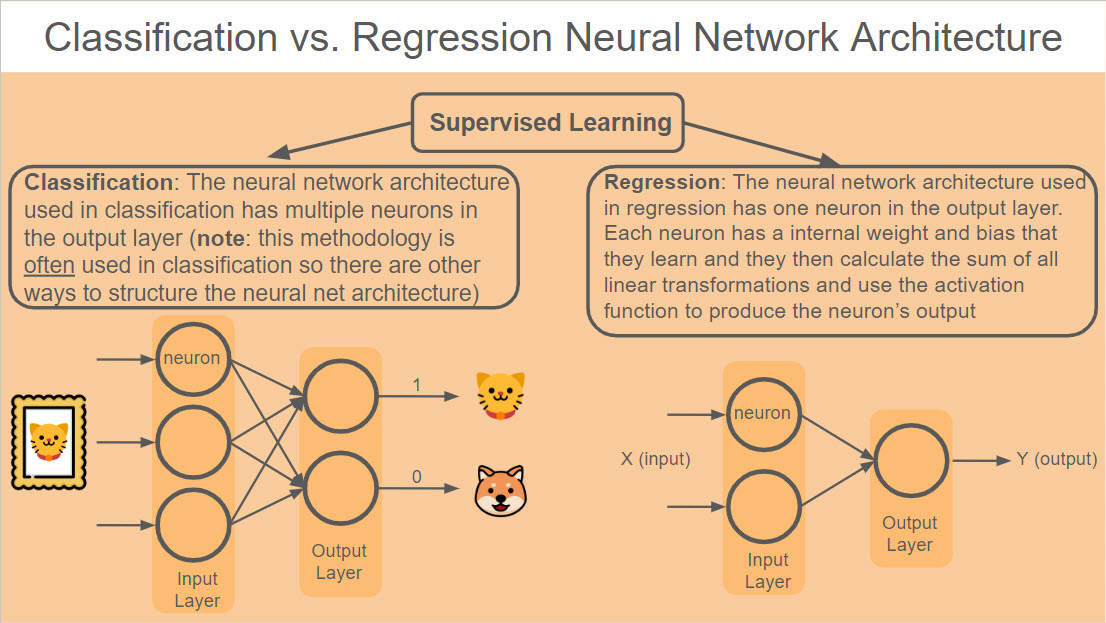 Classification vs. Regression Neural Network Architecture
Supervised Learning
Classification: The neural network architecture
used in classification has multiple neurons in
the output layer (note: this methodology is
often used in classification so there are other
ways to structure the neural net architecture)
Regression: The neural network architecture used
in regression has one neuron in the output layer.
Each neuron has a internal weight and bias that
they learn and they then calculate the sum of all
linear transformations and use the activation
function to produce the neuron's output
neuron
1
0
Input
Layer
Output
Layer
neuron
X (input)
Y (output)
Input
Layer
Output
Layer